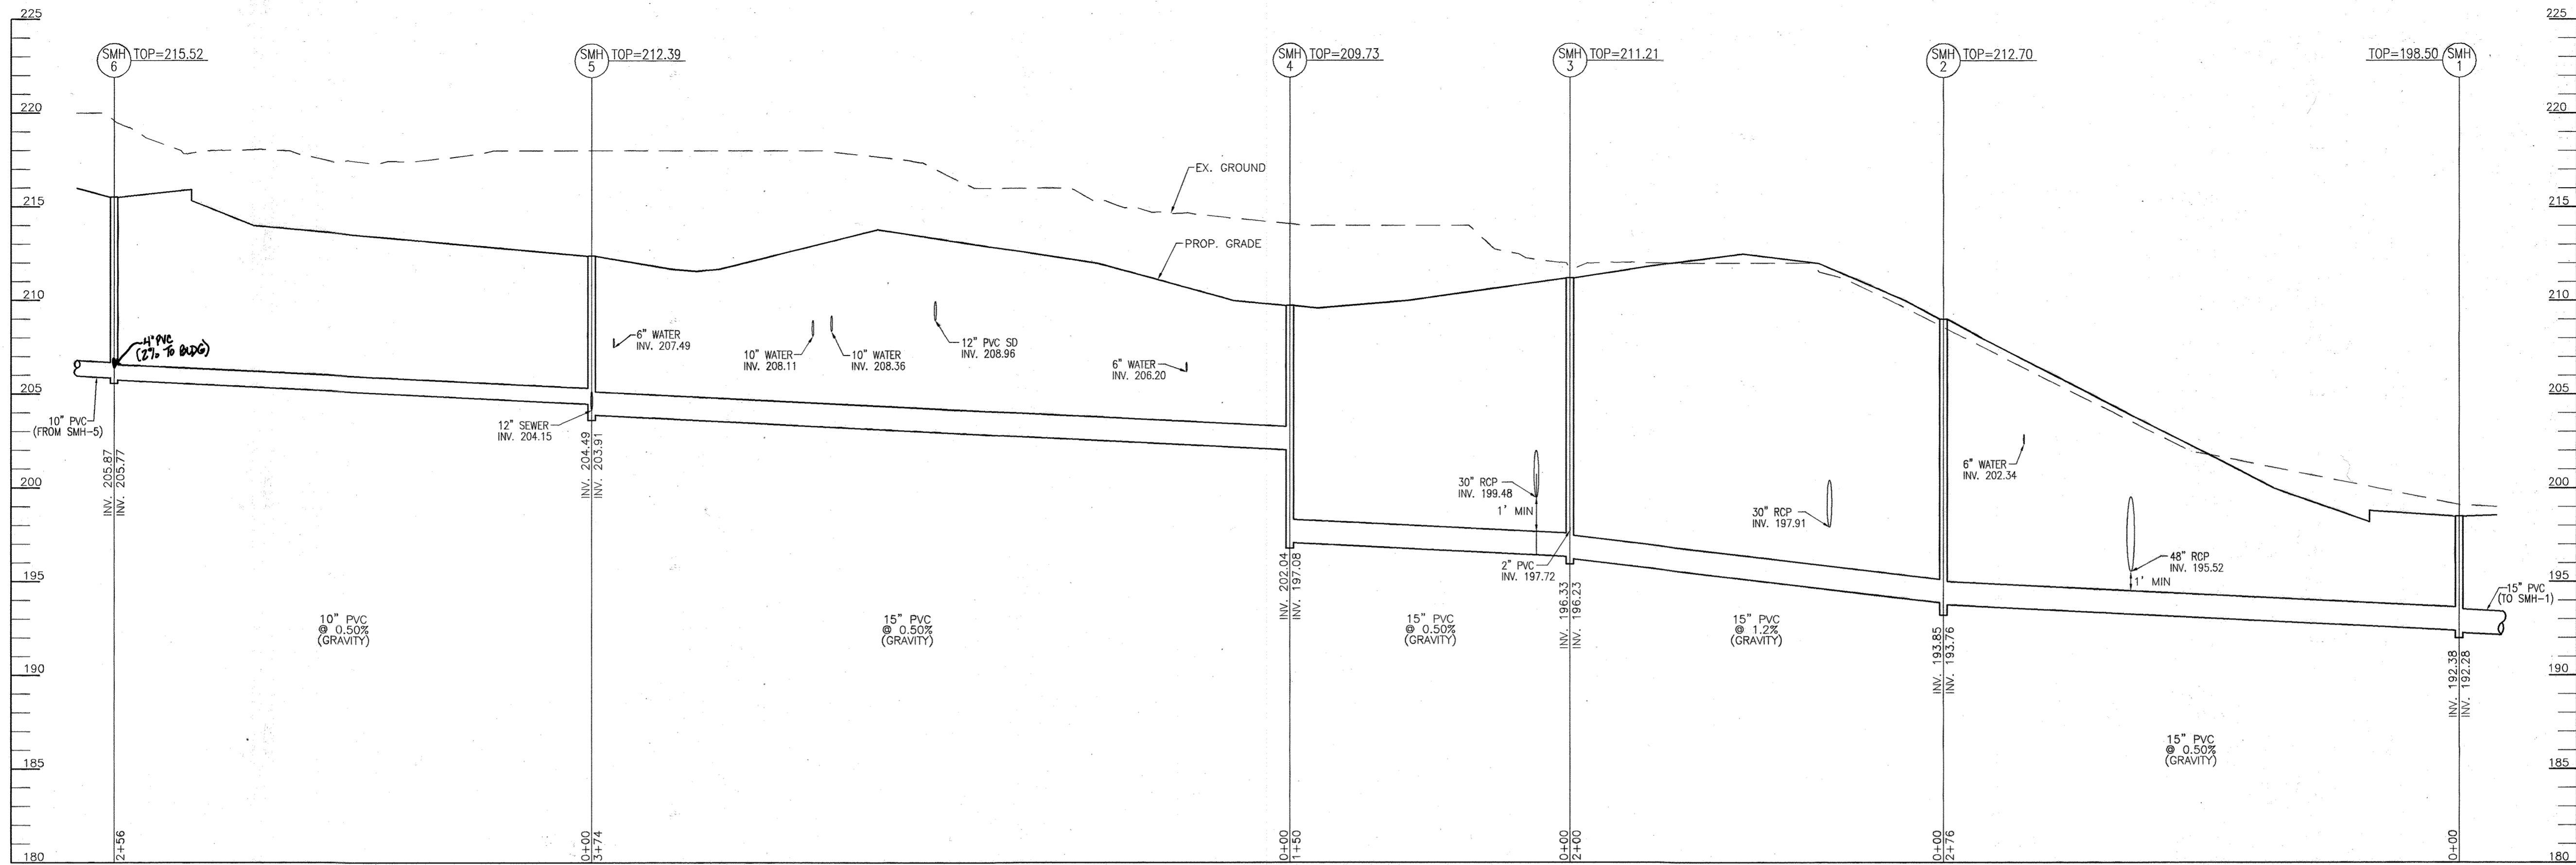 225
225
SMH
6
TOP=215.52
SMH
5
TOP=212.39
SMH
4
TOP=209.73
SMH
3
TOP=211.21
SMH
2
TOP=212.70
TOP=198.50
SMH
1
220
220
EX. GROUND
215
215
PROP. GRADE
210
210
4" PVC
(2% TO BLDG)
6" WATER
INV. 207.49
10" WATER
INV. 208.11
10" WATER
INV. 208.36
12" PVC SD
INV. 208.96
6" WATER
INV. 206.20
205
205
10" PVC
(FROM SMH-5)
12" SEWER
INV. 204.15
INV. 205.87
INV. 205.77
INV. 204.49
INV. 203.91
6" WATER
INV. 202.34
200
200
30" RCP
INV. 199.48
1' MIN
30" RCP
INV. 197.91
2" PVC
INV. 197.72
48" RCP
INV. 195.52
1' MIN
195
195
15" PVC
(TO SMH-1)
INV. 202.04
INV. 197.08
INV. 196.33
INV. 196.23
INV. 193.85
INV. 193.76
INV. 192.38
INV. 192.28
10" PVC
@ 0.50%
(GRAVITY)
15" PVC
@ 0.50%
(GRAVITY)
15" PVC
@ 0.50%
(GRAVITY)
15" PVC
@ 1.2%
(GRAVITY)
190
190
15" PVC
@ 0.50%
(GRAVITY)
185
185
2+56
0+00
3+74
0+00
1+50
0+00
2+00
0+00
2+76
0+00
180
180